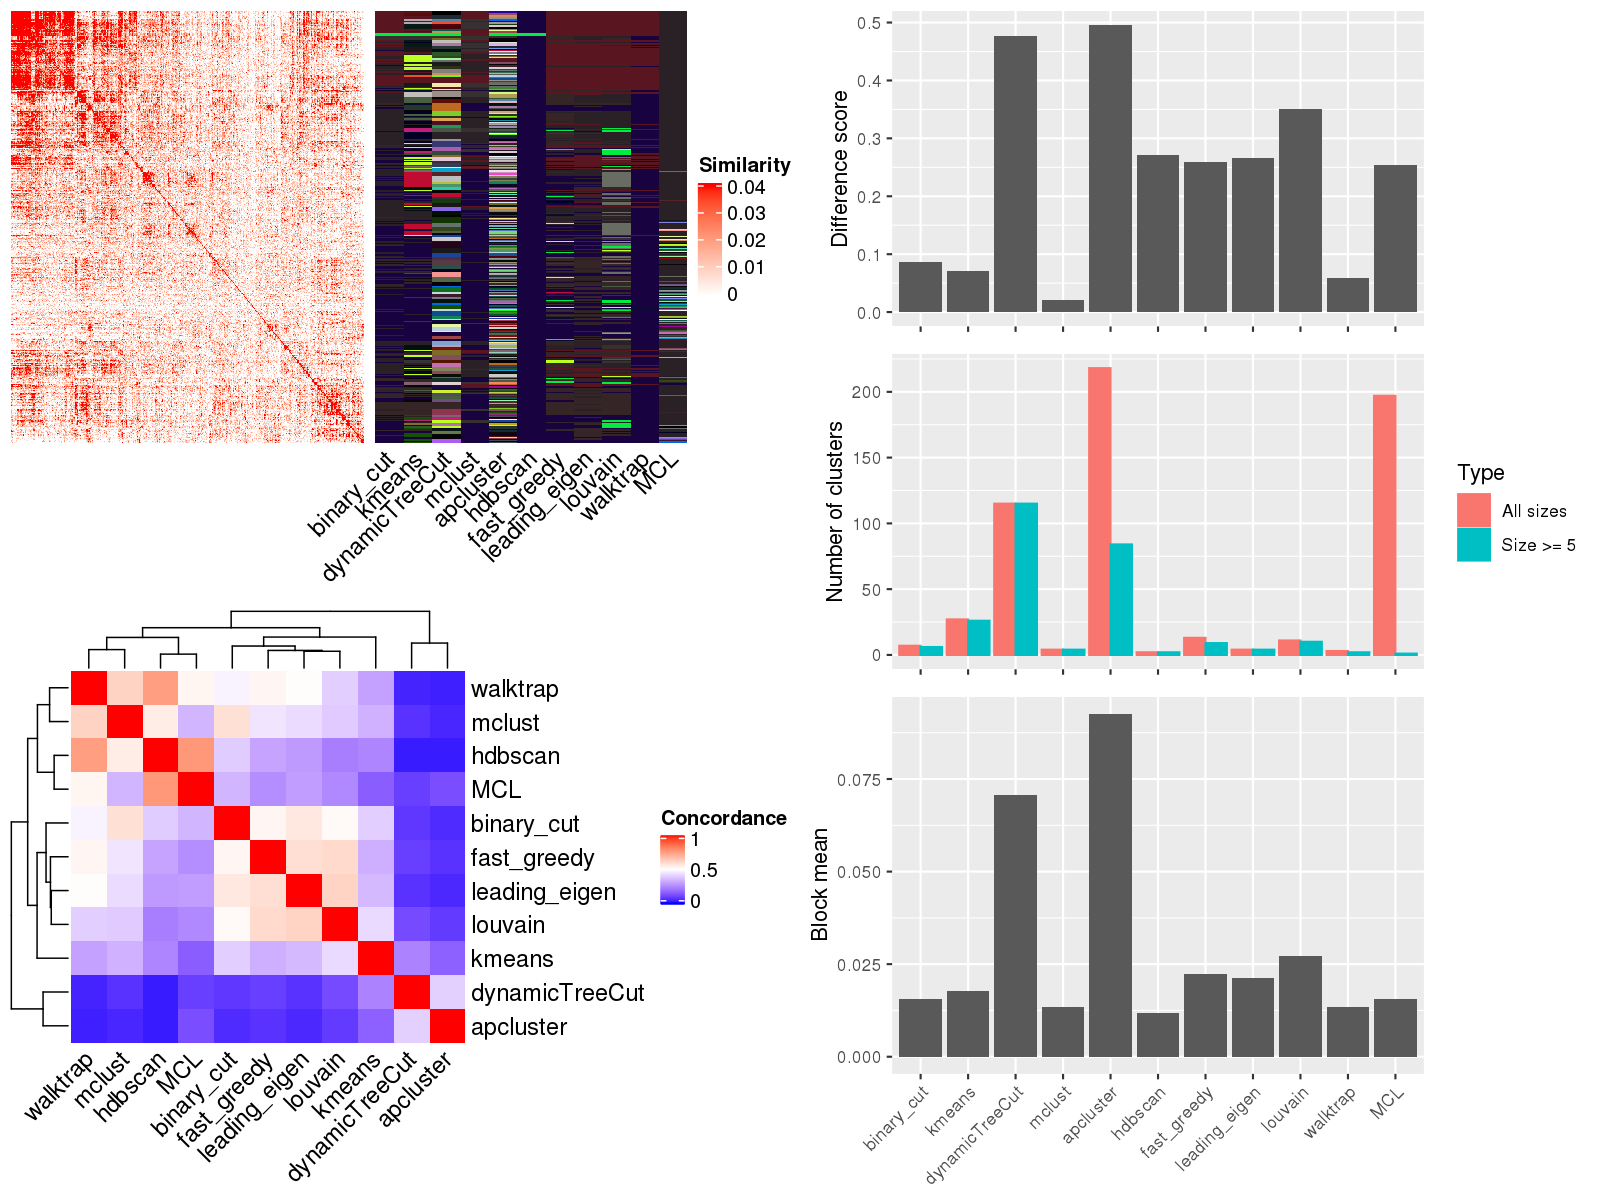 Similarity
0.04
0.03
0.02
0.01
0
binary_cut
kmeans
dynamicTreeCut
mclust
apcluster
hdbscan
fast_greedy
leading_eigen
louvain
walktrap
MCL
walktrap
mclust
hdbscan
MCL
binary_cut
fast_greedy
leading_eigen
louvain
kmeans
dynamicTreeCut
apcluster
Concordance
1
0.5
0
walktrap
mclust
hdbscan
MCL
binary_cut
fast_greedy
leading_eigen
louvain
kmeans
dynamicTreeCut
apcluster
Difference score
0.5
0.4
0.3
0.2
0.1
0.0
Number of clusters
200
150
100
50
0
Type
All sizes
Size >= 5
Block mean
0.075
0.050
0.025
0.000
binary_cut
kmeans
dynamicTreeCut
mclust
apcluster
hdbscan
fast_greedy
leading_eigen
louvain
walktrap
MCL